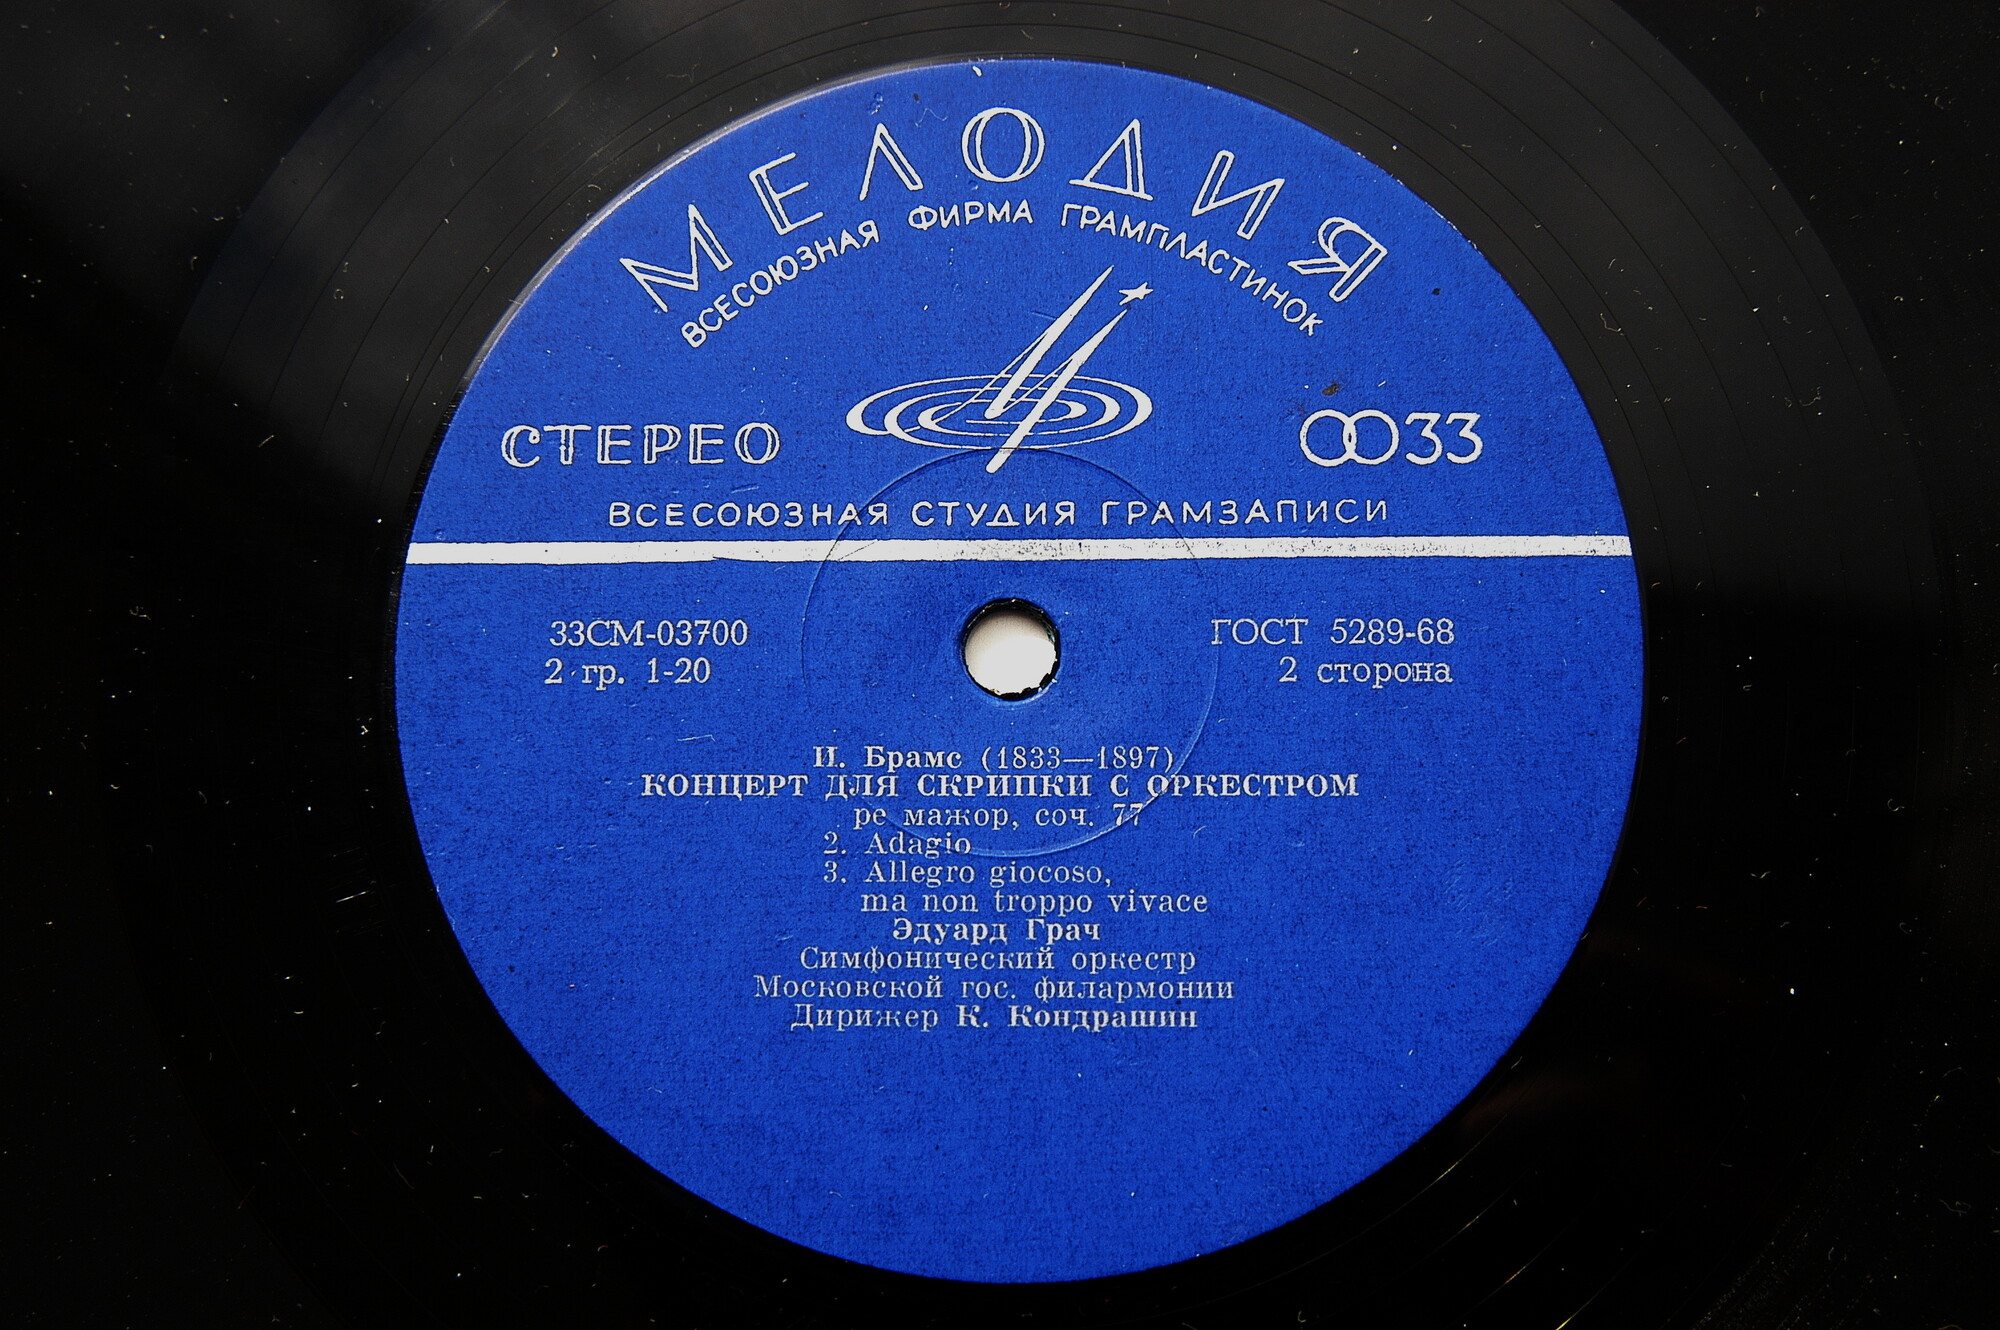 МЕЛОДИЯ
ВСЕСОЮЗНАЯ ФИРМА ГРАМПЛАСТИНОК
СТЕРЕО
33
ВСЕСОЮЗНАЯ СТУДИЯ ГРАМЗАПИСИ
33СМ-03700
ГОСТ 5289-68
2 гр. 1-20
2 сторона
И. Брамс (1833—1897)
КОНЦЕРТ ДЛЯ СКРИПКИ С ОРКЕСТРОМ
ре мажор, соч. 77
2. Adagio
3. Allegro giocoso,
ma non troppo vivace
Эдуард Грач
Симфонический оркестр
Московской гос. филармонии
Дирижер К. Кондрашин